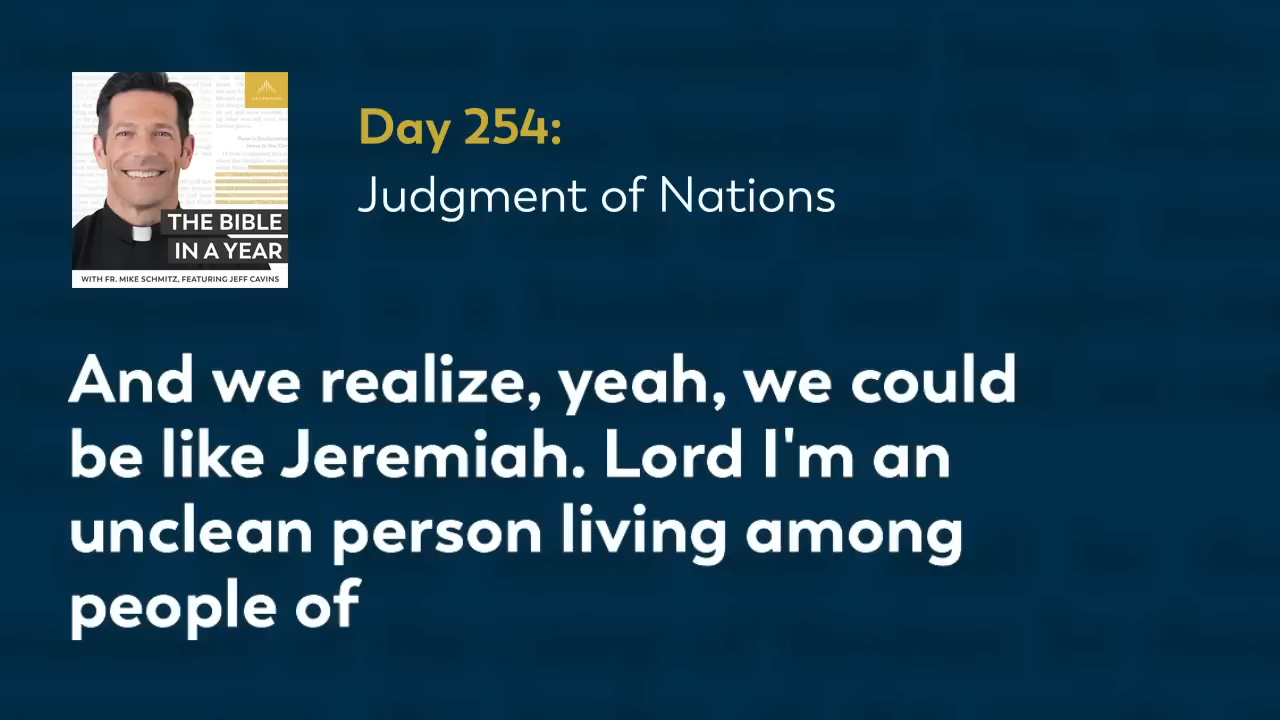 Day 254:
Judgment of Nations
THE BIBLE
IN A YEAR
WITH FR. MIKE SCHMITZ, FEATURING JEFF CAVINS
And we realize, yeah, we could
be like Jeremiah. Lord I'm an
unclean person living among
people of